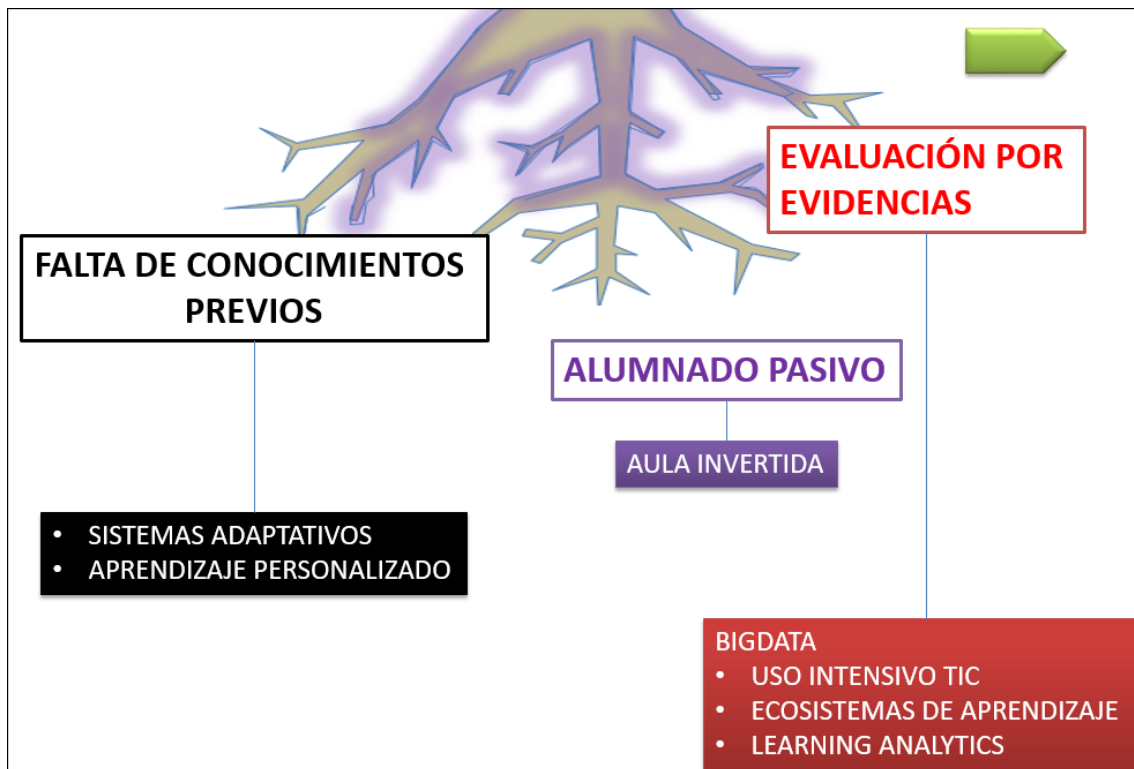 EVALUACIÓN POR
EVIDENCIAS
FALTA DE CONOCIMIENTOS
PREVIOS
ALUMNADO PASIVO
AULA INVERTIDA
• SISTEMAS ADAPTATIVOS
• APRENDIZAJE PERSONALIZADO
BIGDATA
• USO INTENSIVO TIC
• ECOSISTEMAS DE APRENDIZAJE
• LEARNING ANALYTICS